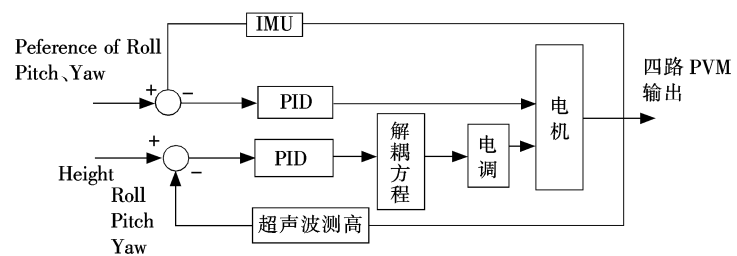 IMU
Peference of Roll
Pitch、Yaw
+
−
PID
电机
四路 PVM
输出
+
−
PID
解耦方程
电调
Height
Roll
Pitch
Yaw
超声波测高